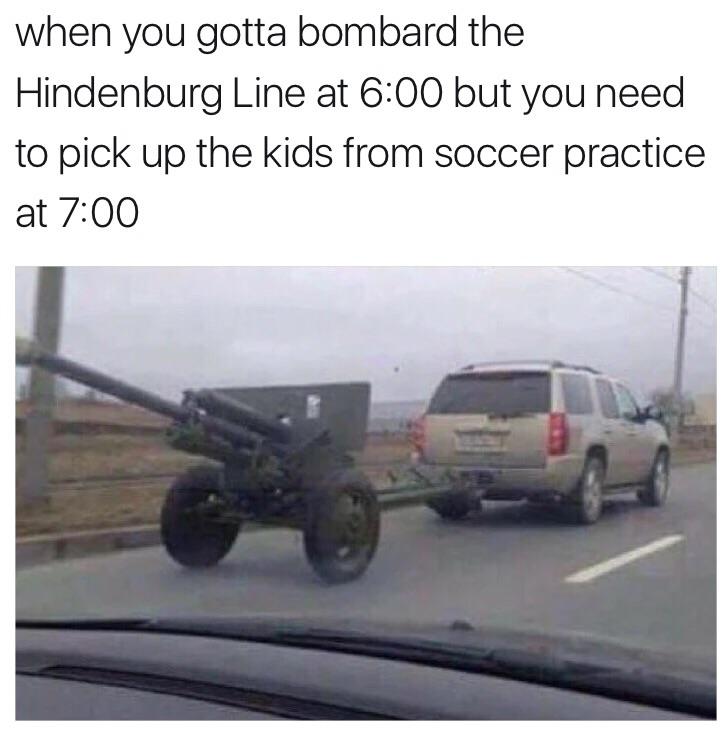 when you gotta bombard the
Hindenburg Line at 6:00 but you need
to pick up the kids from soccer practice
at 7:00